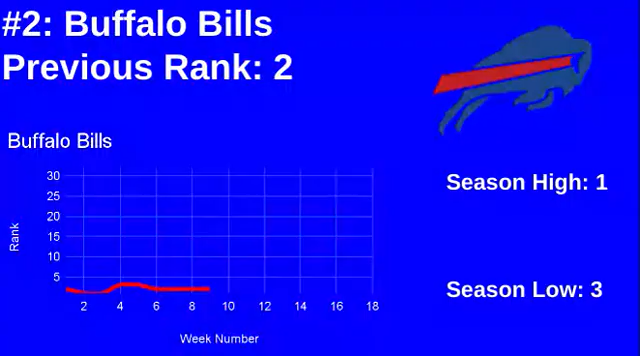 #2: Buffalo Bills
Previous Rank: 2
Buffalo Bills
Season High: 1
Season Low: 3
Rank
30
25
20
15
10
5
2 4 6 8 10 12 14 16 18
Week Number